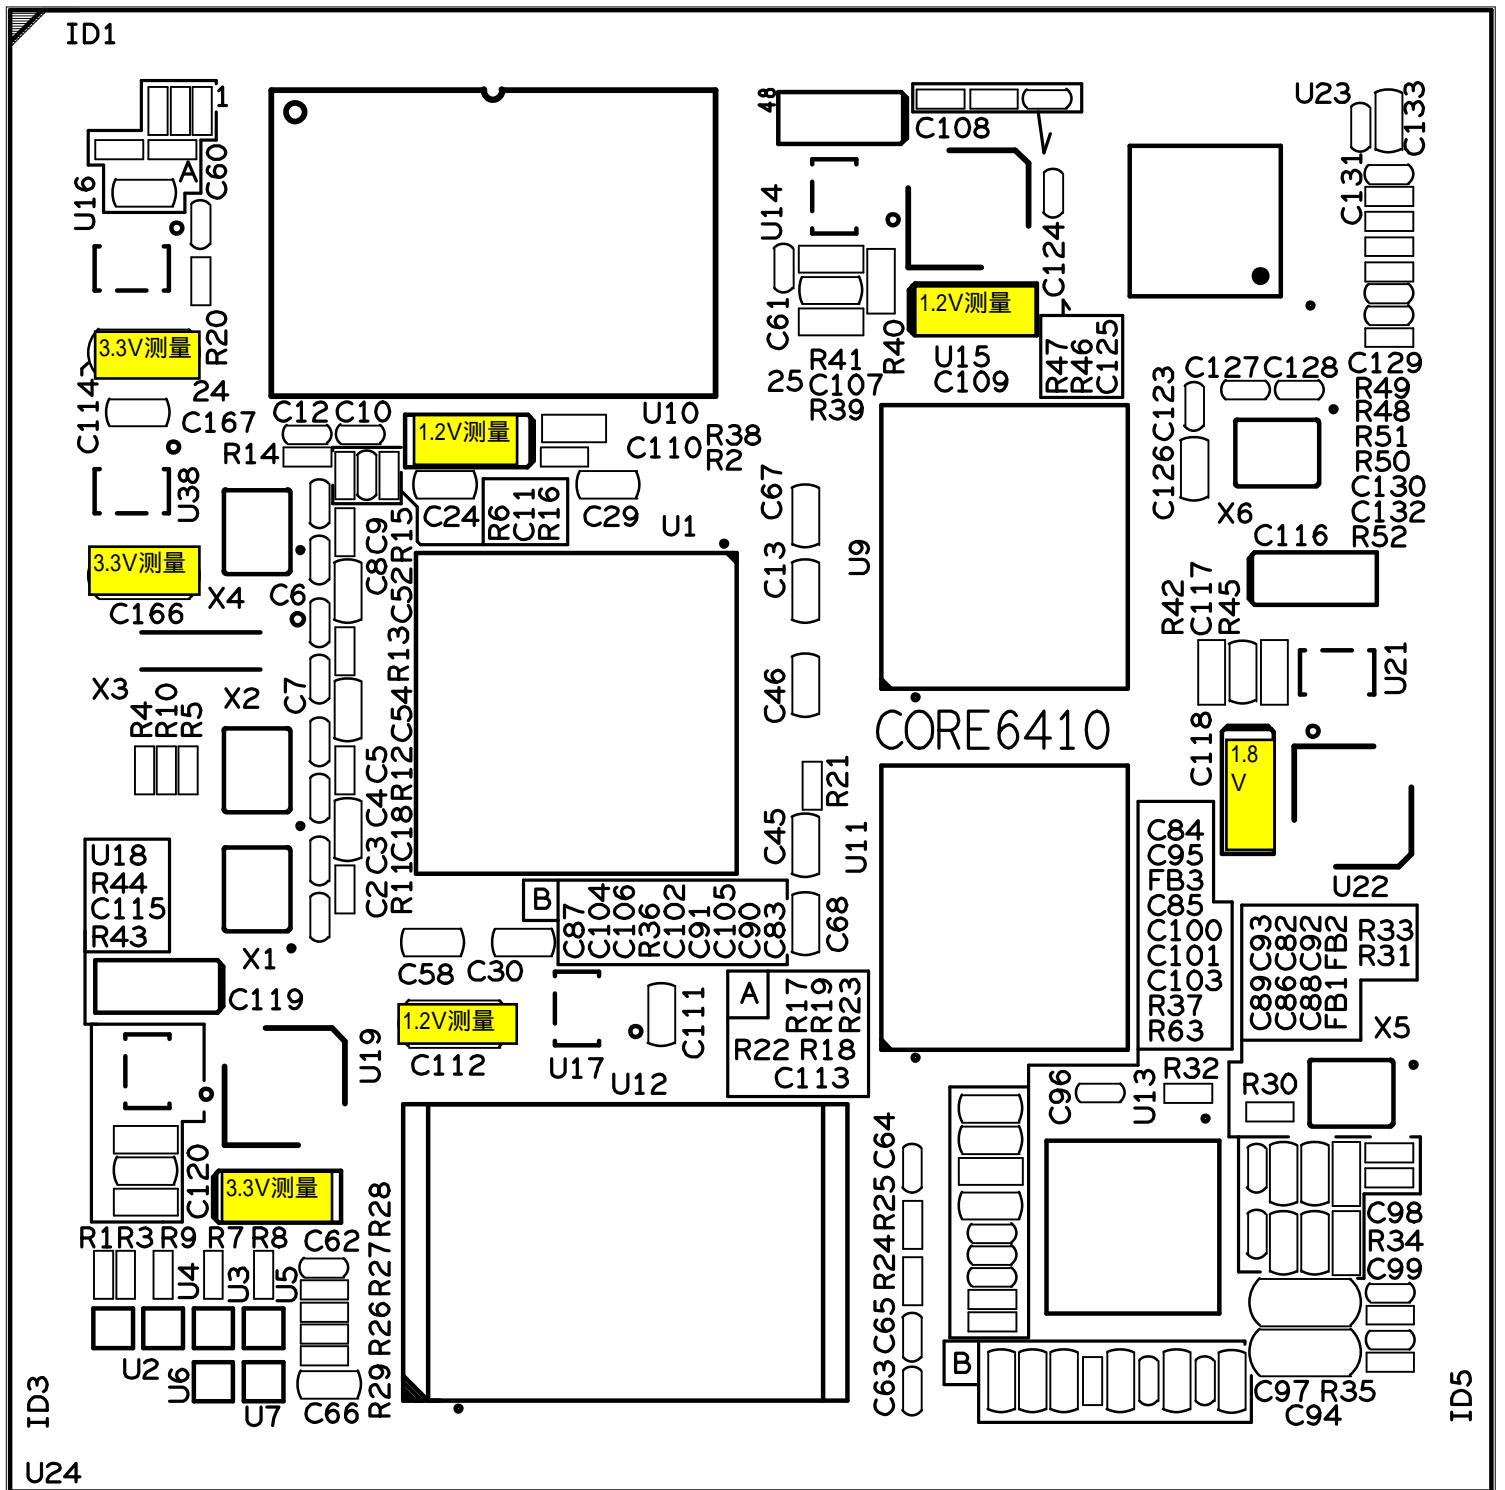 ID1
1
A
C60
U16
R20
3.3V测量
24
C114
C167
R14
U38
3.3V测量
C166
X4
C12
C10
1.2V测量
U10
C110
R38
R2
C24
R6
C11
R16
C29
U1
48
C108
U14
C61
R41
25
C107
R39
R40
1.2V测量
U15
C109
C124
R47
R46
C125
U23
C133
C131
C127
C128
C123
C126
X6
C129
R49
R48
R51
R50
C130
C132
R52
C116
R42
C117
R45
U21
C118
1.8
V
U22
C67
C13
U9
C46
CORE6410
R21
C45
U11
C68
C9
R15
C8
C52
C6
R13
C7
C54
C5
R12
C4
C18
C3
C2
R11
X3
X2
R4
R10
R5
U18
R44
C115
R43
X1
C119
U19
C58
C30
1.2V测量
C112
U17
U12
C111
B
C87
C104
C106
R36
C102
C91
C105
C90
C83
A
R17
R19
R23
R22
R18
C113
C84
C95
FB3
C85
C100
C101
C103
R37
R63
C89
C93
C86
C82
C88
C92
FB1
FB2
R33
R31
X5
C96
U13
R32
R30
C120
3.3V测量
R1
R3
R9
R7
R8
C62
U4
U3
U5
R28
R27
R26
R29
U2
U6
U7
C66
C64
R25
R24
C65
C63
C98
R34
C99
B
C97
R35
C94
ID3
ID5
U24